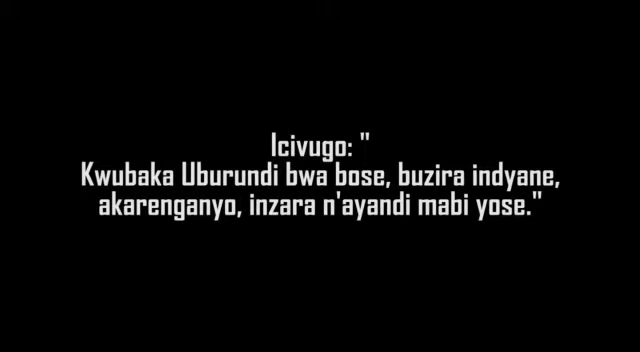 Icivugo: "
Kwubaka Uburundi bwa bose, buzira indyane,
akarenganyo, inzara n'ayandi mabi yose."